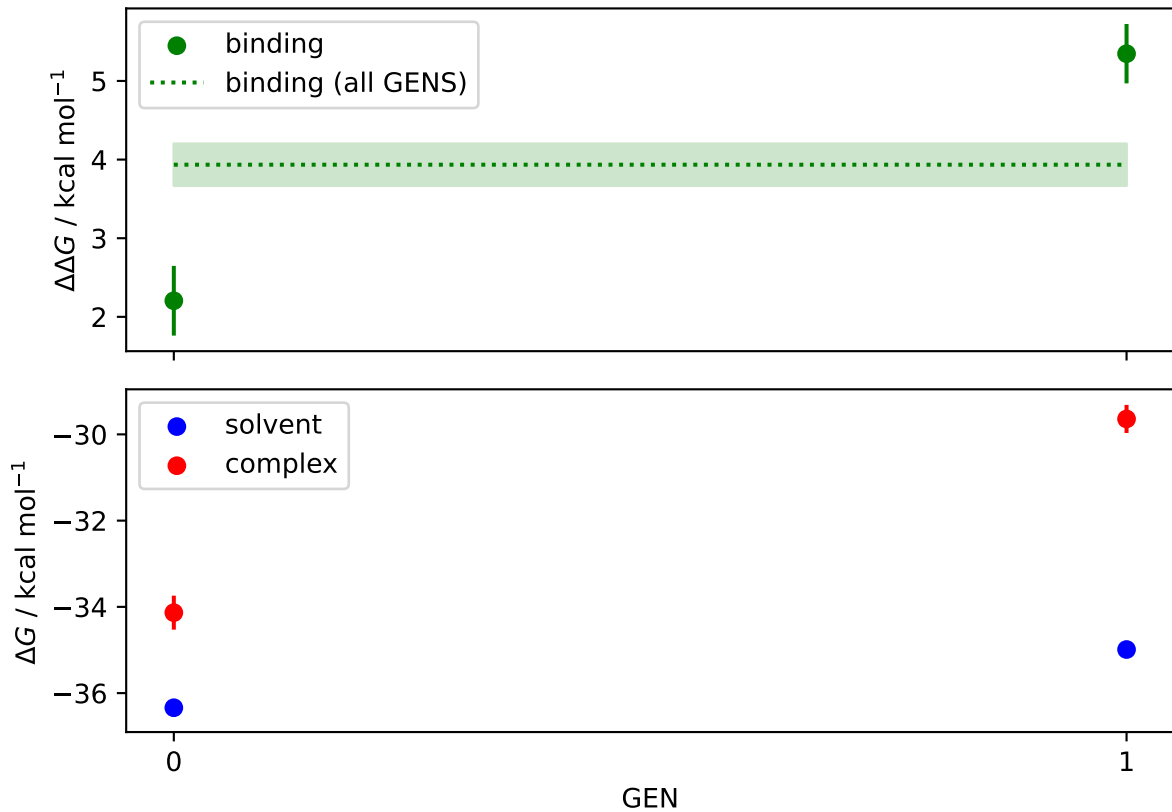 binding
binding (all GENS)
5
4
3
2
ΔΔG / kcal mol⁻¹
solvent
complex
−30
−32
−34
−36
ΔG / kcal mol⁻¹
0
1
GEN